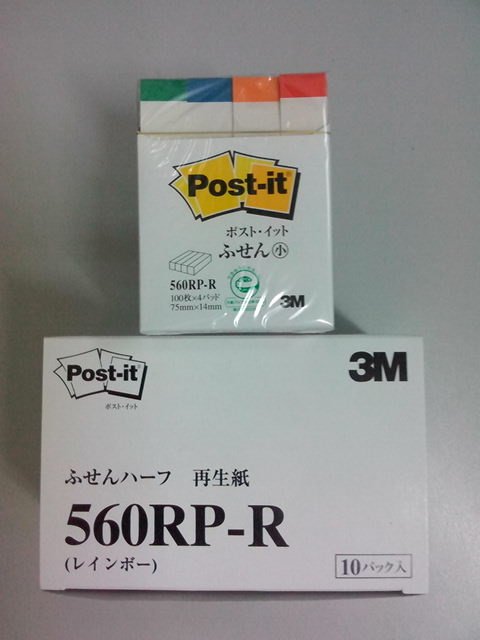 Post-it
ポスト・イット
ふせん小
560RP-R
100枚×4パッド
75mm×14mm
3M
Post-it
ポスト・イット
3M
ふせんハーフ 再生紙
560RP-R
(レインボー)
10パック入